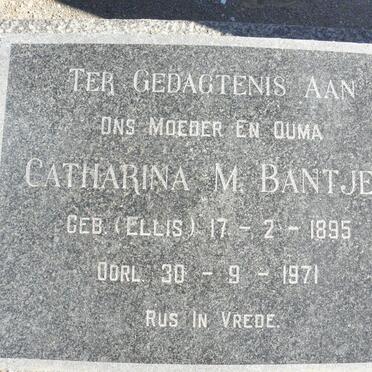 TER GEDAGTENIS AAN
ONS MOEDER EN OUMA
CATHARINA M. BANTJE
GEB. (ELLIS) 17 - 2 - 1895
OORL. 30 - 9 - 1971
RUS IN VREDE.